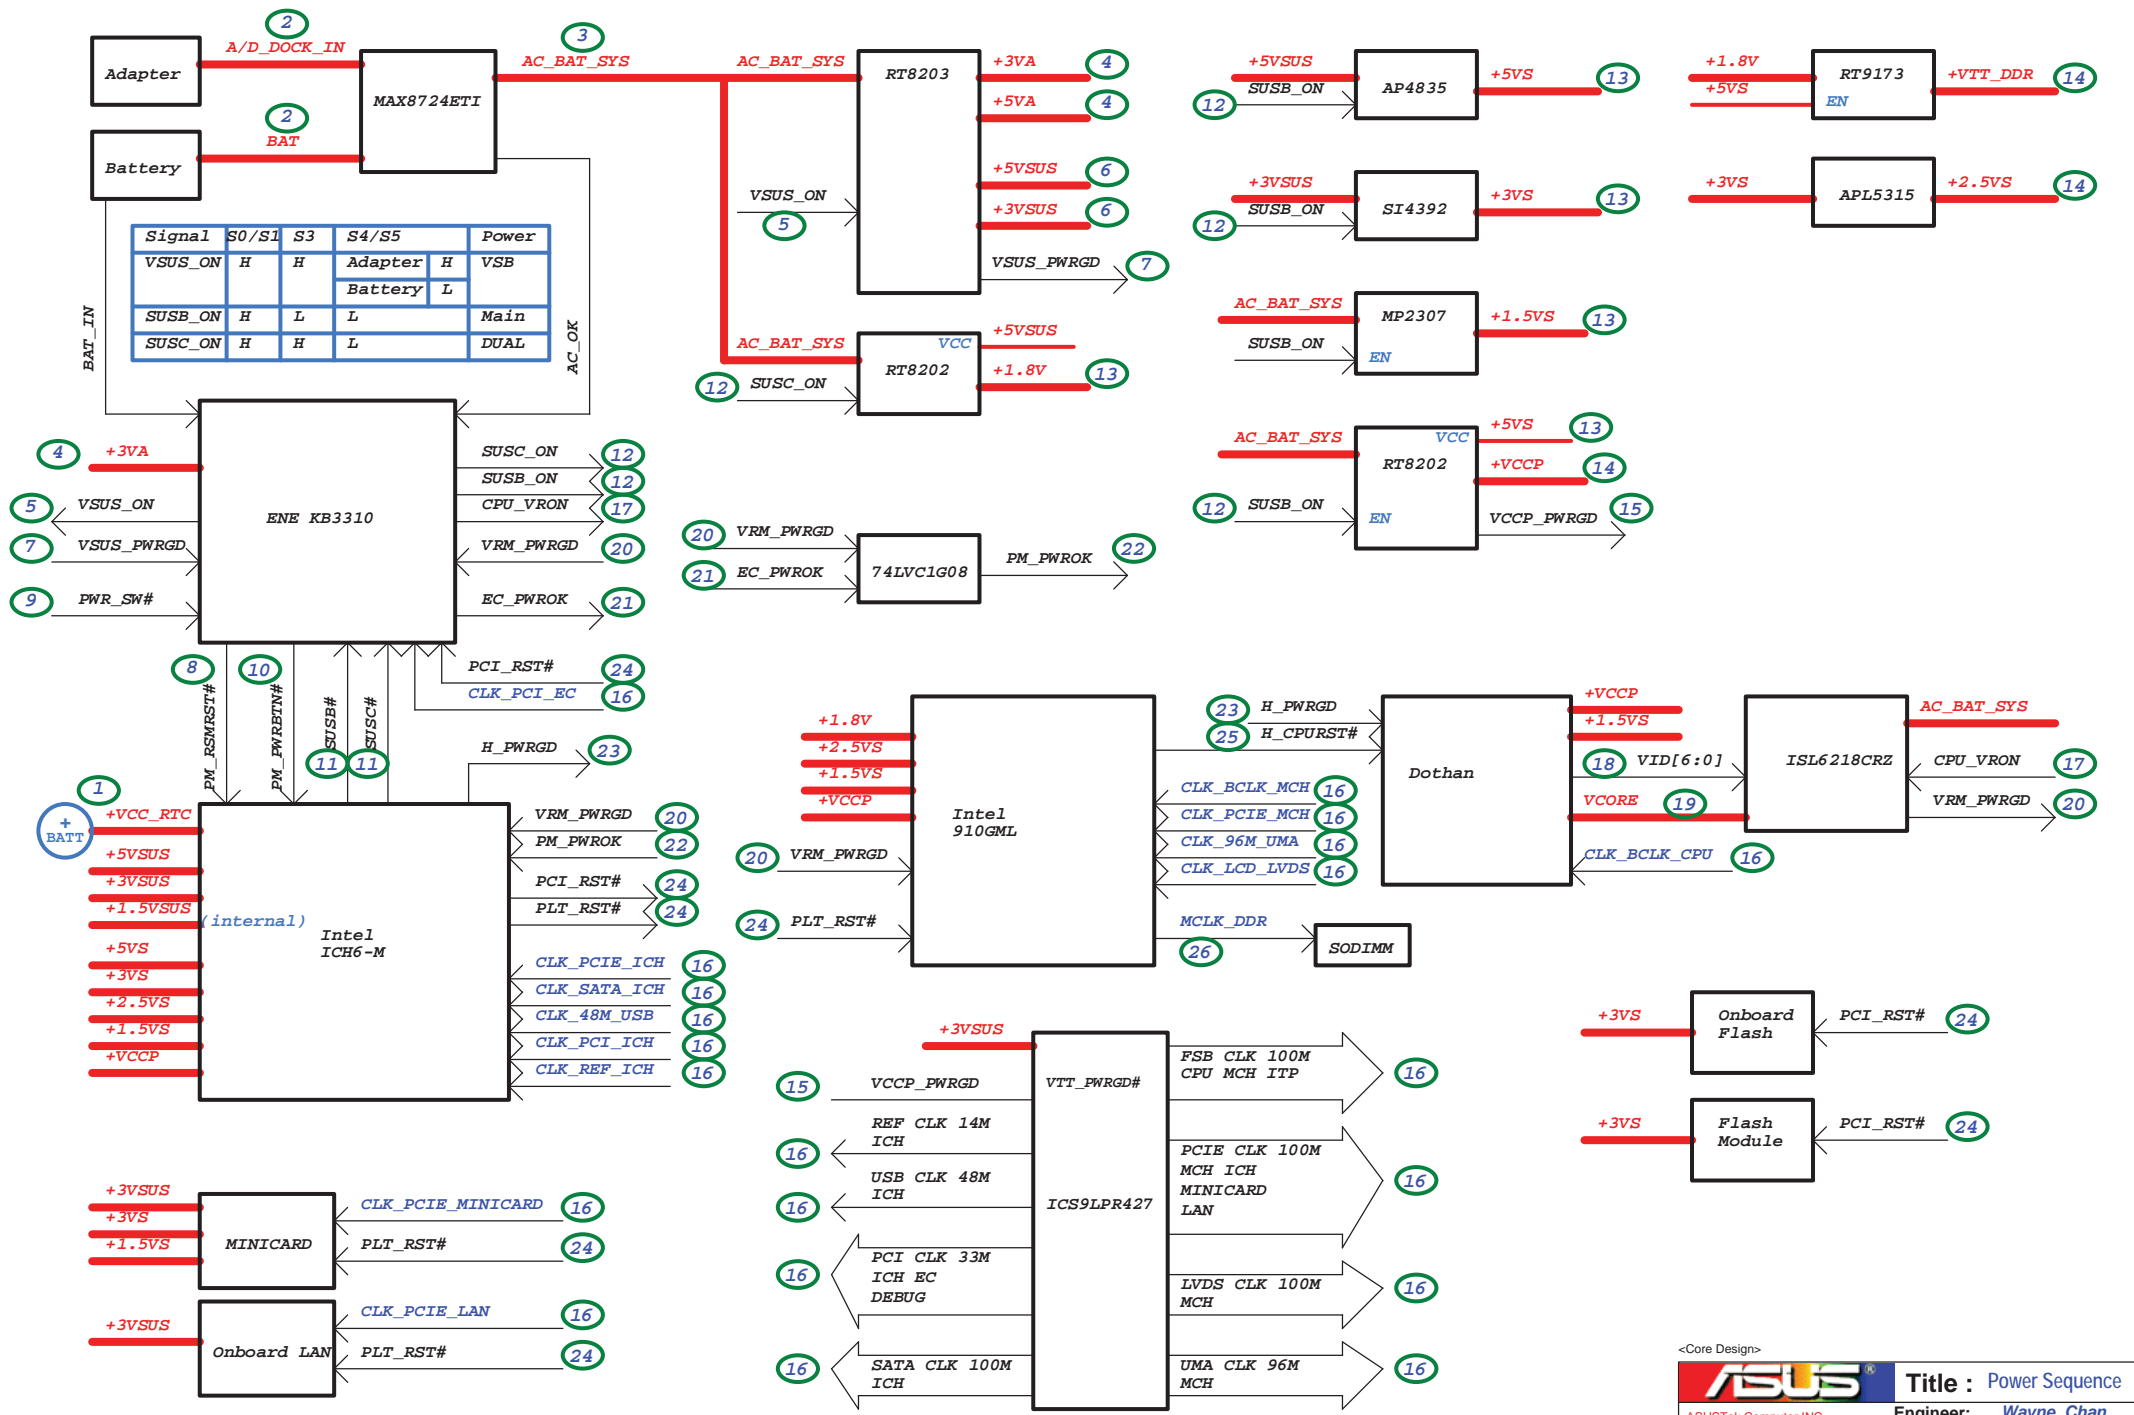 2
A/D_DOCK_IN
Adapter
2
BAT
Battery
MAX8724ETI
3
AC_BAT_SYS
AC_BAT_SYS
RT8203
+3VA
4
+5VA
4
+5VSUS
6
+3VSUS
6
VSUS_ON
5
VSUS_PWRGD
7
AC_BAT_SYS
VCC
+5VSUS
RT8202
+1.8V
13
12
SUSC_ON
+5VSUS
SUSB_ON
12
AP4835
+5VS
13
+3VSUS
SUSB_ON
12
SI4392
+3VS
13
AC_BAT_SYS
SUSB_ON
MP2307
EN
+1.5VS
13
AC_BAT_SYS
VCC
+5VS
13
RT8202
+VCCP
14
12
SUSB_ON
EN
VCCP_PWRGD
15
+1.8V
+5VS
RT9173
EN
+VTT_DDR
14
+3VS
APL5315
+2.5VS
14
Signal S0/S1 S3 S4/S5 Power
VSUS_ON H H Adapter H VSB
Battery L
SUSB_ON H L L Main
SUSC_ON H H L DUAL
BAT_IN
AC_OK
4
+3VA
5
VSUS_ON
7
VSUS_PWRGD
9
PWR_SW#
ENE KB3310
SUSC_ON
12
SUSB_ON
12
CPU_VRON
17
VRM_PWRGD
20
EC_PWROK
21
8
PM_RSMRST#
10
PM_PWRBTN#
SUSB#
11
SUSC#
11
PCI_RST#
24
CLK_PCI_EC
16
H_PWRGD
23
20
VRM_PWRGD
21
EC_PWROK
74LVC1G08
PM_PWROK
22
1
+
BATT
+VCC_RTC
+5VSUS
+3VSUS
+1.5VSUS
(internal)
+5VS
+3VS
+2.5VS
+1.5VS
+VCCP
Intel
ICH6-M
VRM_PWRGD
20
PM_PWROK
22
PCI_RST#
24
PLT_RST#
24
CLK_PCIE_ICH
16
CLK_SATA_ICH
16
CLK_48M_USB
16
CLK_PCI_ICH
16
CLK_REF_ICH
16
+1.8V
+2.5VS
+1.5VS
+VCCP
20
VRM_PWRGD
24
PLT_RST#
Intel
910GML
23
H_PWRGD
25
H_CPURST#
CLK_BCLK_MCH
16
CLK_PCIE_MCH
16
CLK_96M_UMA
16
CLK_LCD_LVDS
16
MCLK_DDR
26
SODIMM
Dothan
+VCCP
+1.5VS
18
VID[6:0]
VCORE
19
CLK_BCLK_CPU
16
ISL6218CRZ
AC_BAT_SYS
CPU_VRON
17
VRM_PWRGD
20
+3VSUS
15
VCCP_PWRGD
VTT_PWRGD#
REF CLK 14M
ICH
16
USB CLK 48M
ICH
16
PCI CLK 33M
ICH EC
DEBUG
16
SATA CLK 100M
ICH
16
ICS9LPR427
FSB CLK 100M
CPU MCH ITP
16
PCIE CLK 100M
MCH ICH
MINICARD
LAN
16
LVDS CLK 100M
MCH
16
UMA CLK 96M
MCH
16
+3VS
Onboard
Flash
PCI_RST#
24
+3VS
Flash
Module
PCI_RST#
24
+3VSUS
+3VS
+1.5VS
MINICARD
CLK_PCIE_MINICARD
16
PLT_RST#
24
+3VSUS
Onboard LAN
CLK_PCIE_LAN
16
PLT_RST#
24
<Core Design>
ASUS ®
Title : Power Sequence
ASUSTek Computer INC
Engineer: Wayne_Chan